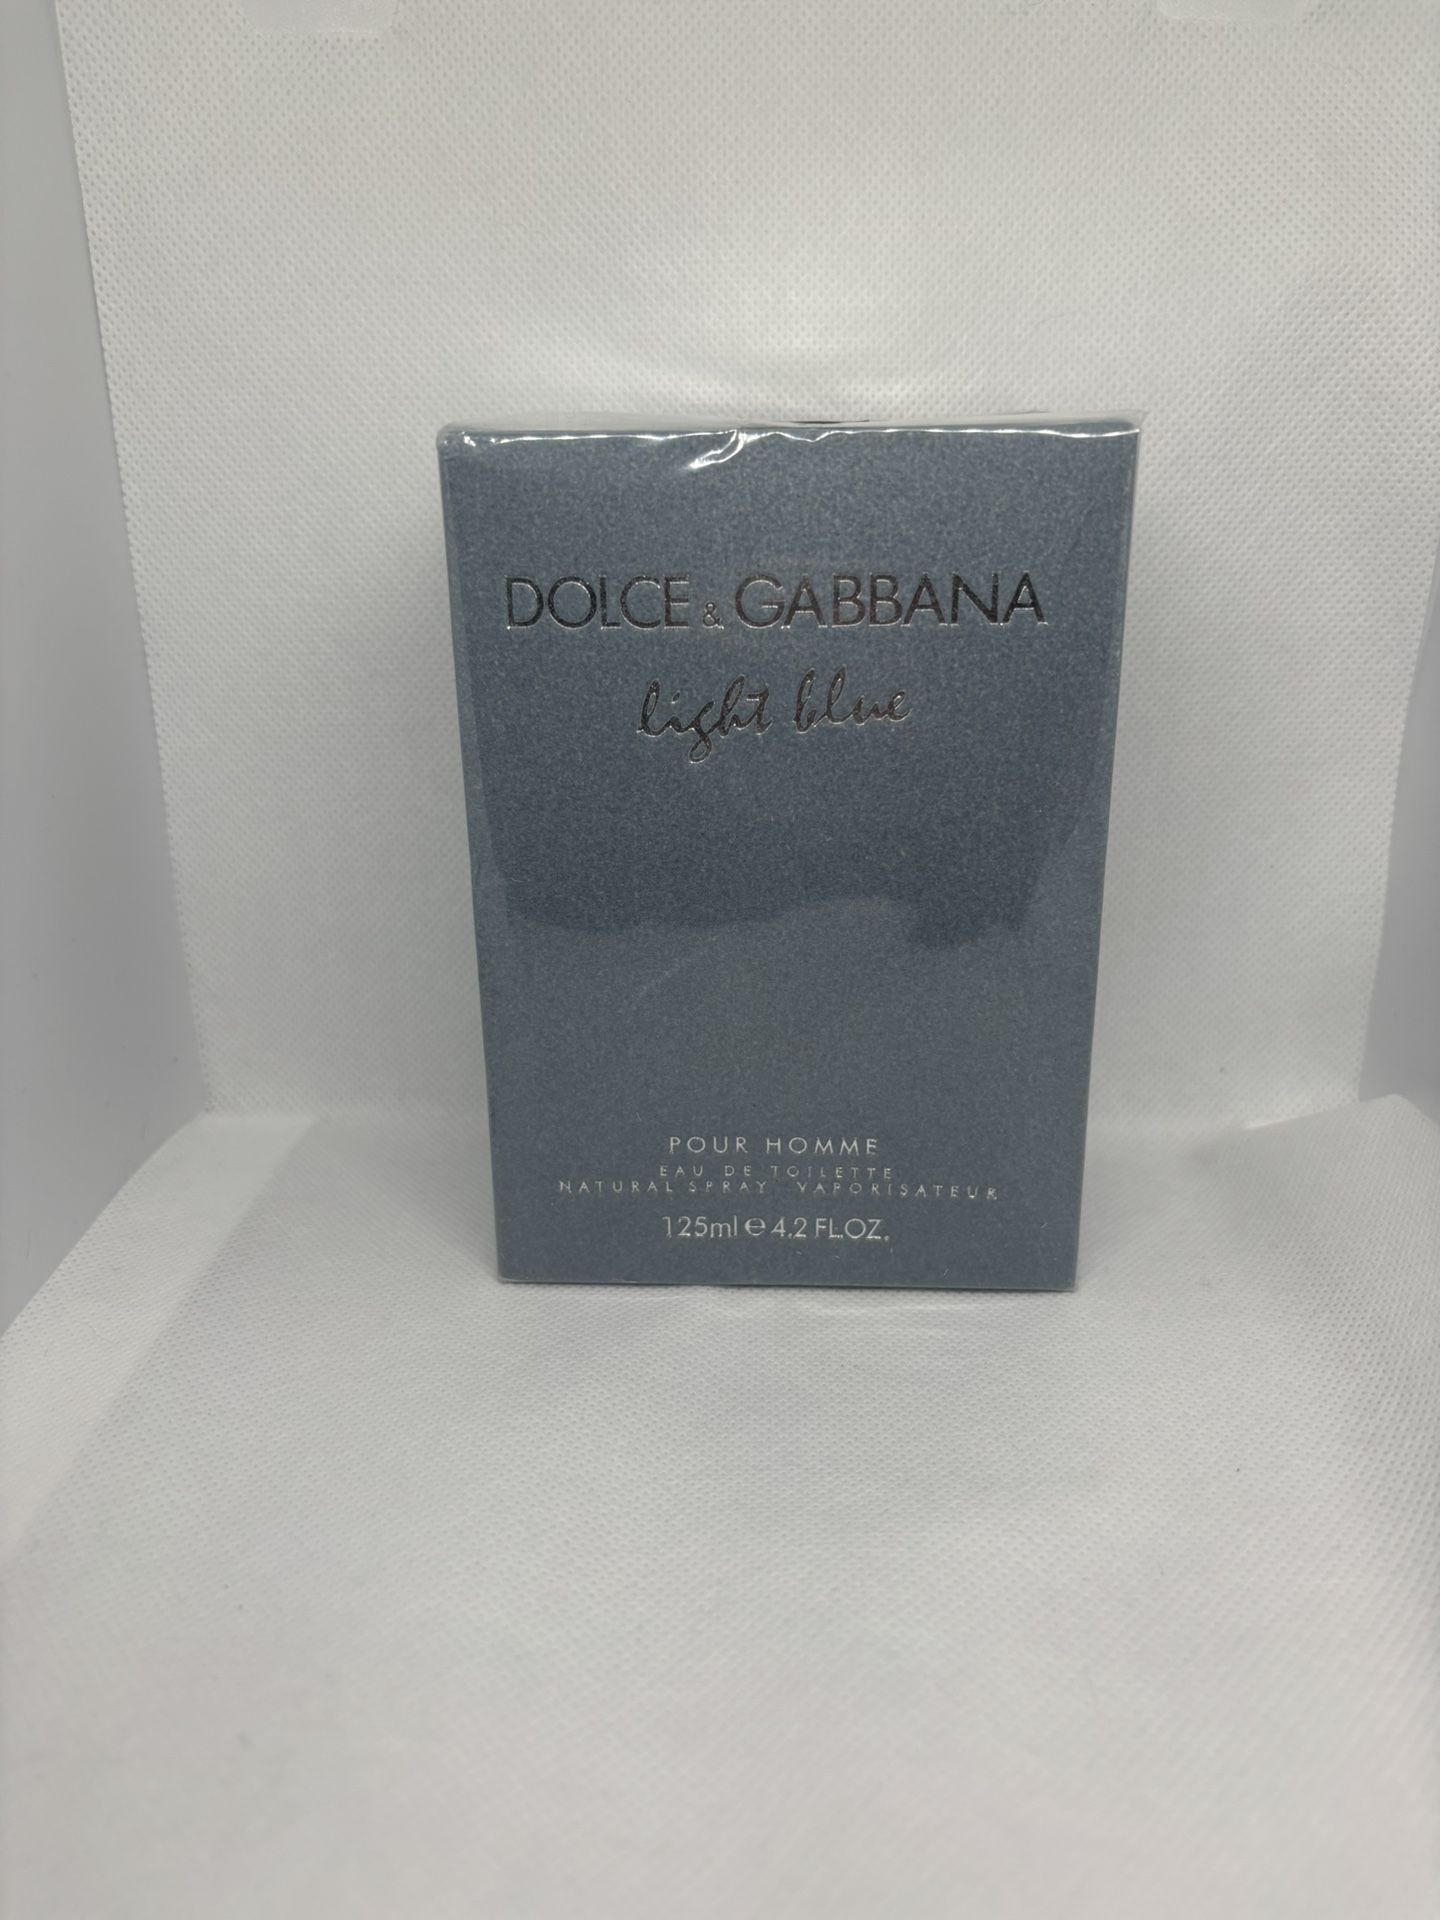 DOLCE & GABBANA
light blue
POUR HOMME
EAU DE TOILETTE
NATURAL SPRAY VAPORISATEUR
125ml ℮ 4.2 FL.OZ.